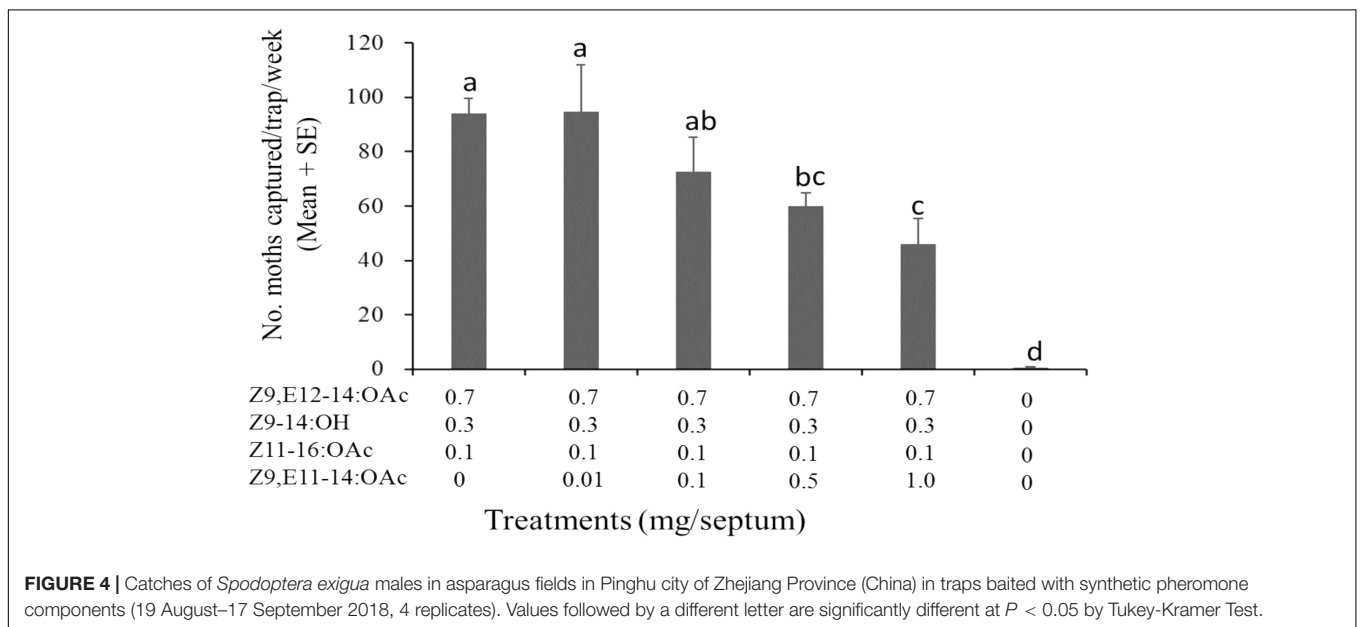 No. moths captured/trap/week
(Mean + SE)
120
100
80
60
40
20
0
a
a
ab
bc
c
d
Z9,E12-14:OAc 0.7 0.7 0.7 0.7 0.7 0
Z9-14:OH 0.3 0.3 0.3 0.3 0.3 0
Z11-16:OAc 0.1 0.1 0.1 0.1 0.1 0
Z9,E11-14:OAc 0 0.01 0.1 0.5 1.0 0
Treatments (mg/septum)
FIGURE 4 | Catches of Spodoptera exigua males in asparagus fields in Pinghu city of Zhejiang Province (China) in traps baited with synthetic pheromone
components (19 August–17 September 2018, 4 replicates). Values followed by a different letter are significantly different at P < 0.05 by Tukey-Kramer Test.